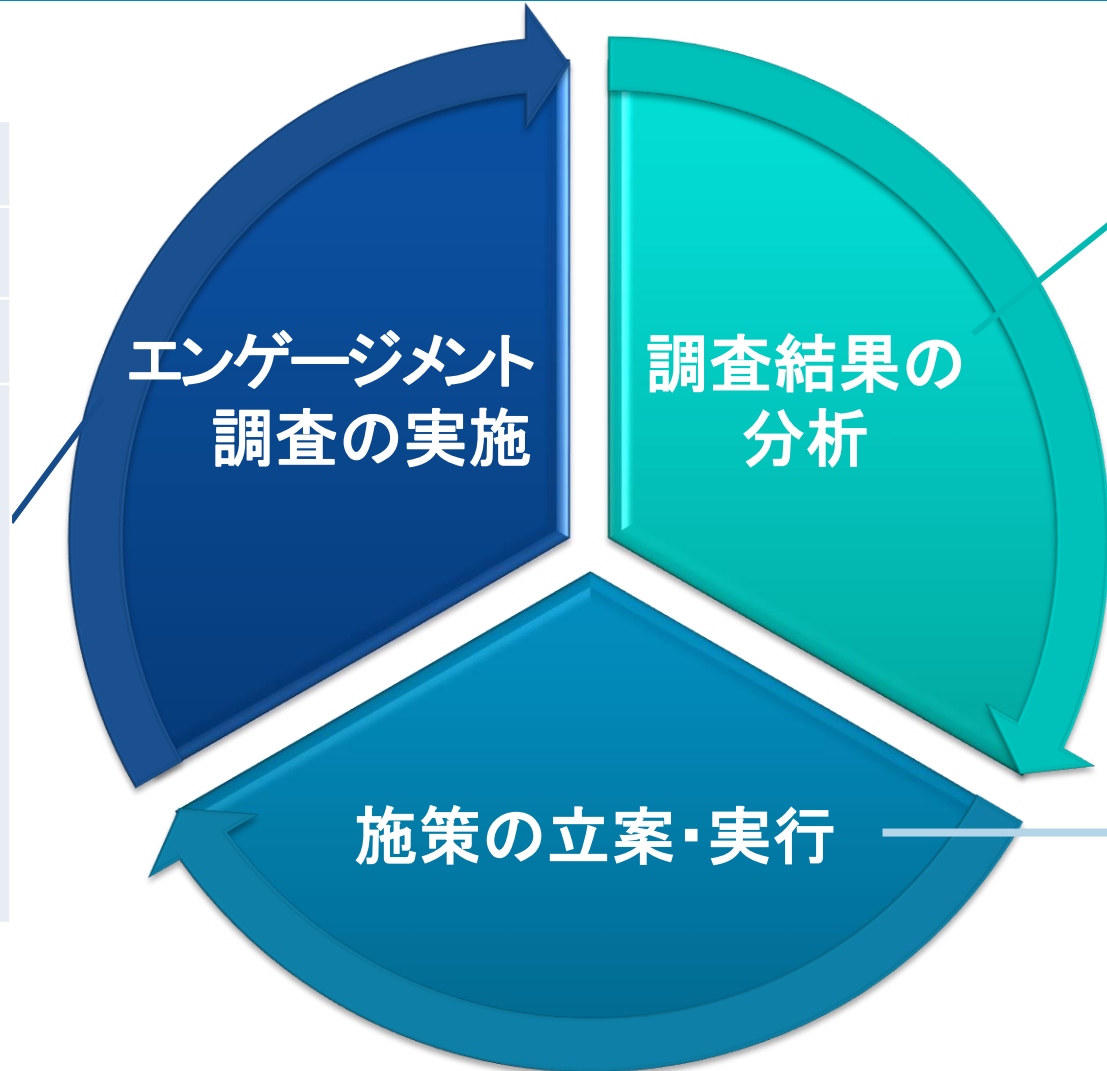 エンゲージメント
調査の実施
調査結果の
分析
施策の立案・実行